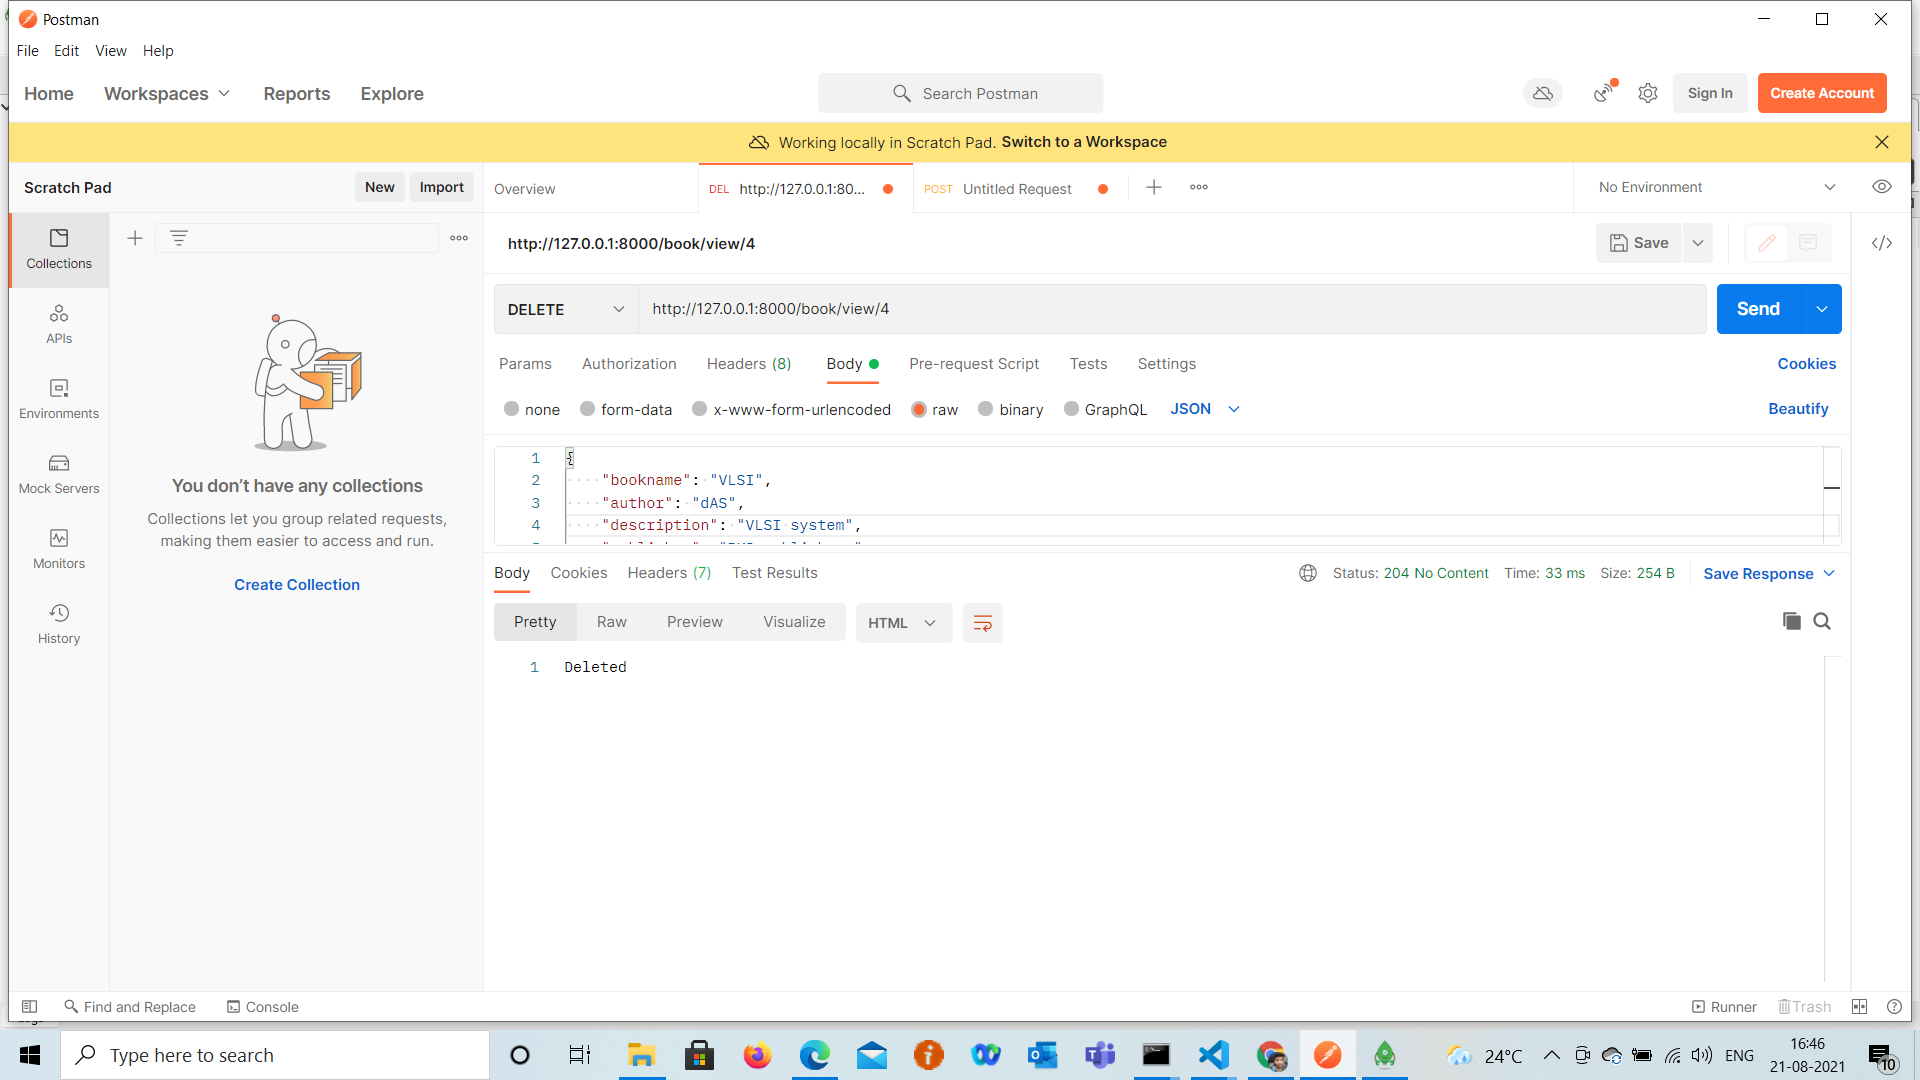 Postman
File Edit View Help
Home Workspaces Reports Explore
Search Postman
Sign In
Create Account
Working locally in Scratch Pad. Switch to a Workspace
Scratch Pad
New
Import
Overview
DEL http://127.0.0.1:80...
POST Untitled Request
No Environment
Collections
APIs
Environments
Mock Servers
Monitors
History
You don't have any collections
Collections let you group related requests,
making them easier to access and run.
Create Collection
http://127.0.0.1:8000/book/view/4
Save
DELETE
http://127.0.0.1:8000/book/view/4
Send
Params Authorization Headers (8) Body Pre-request Script Tests Settings
Cookies
none form-data x-www-form-urlencoded raw binary GraphQL JSON
Beautify
1 {
2 "bookname": "VLSI",
3 "author": "dAS",
4 "description": "VLSI system",
Body Cookies Headers (7) Test Results
Status: 204 No Content Time: 33 ms Size: 254 B
Save Response
Pretty Raw Preview Visualize HTML
1 Deleted
Find and Replace
Console
Runner
Trash
Type here to search
24°C
ENG
16:46
21-08-2021
10